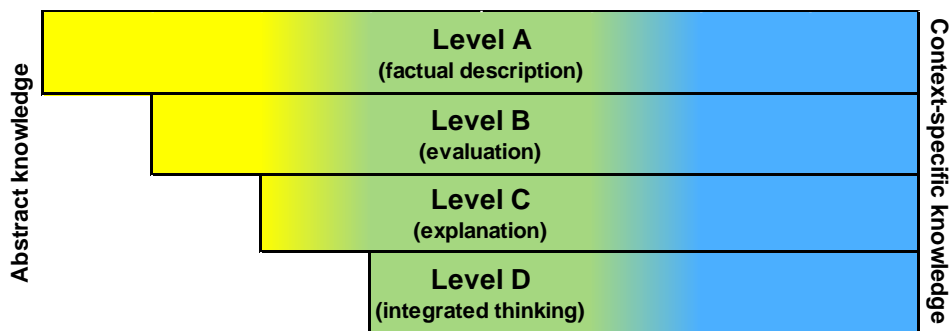 Level A
(factual description)
Level B
(evaluation)
Level C
(explanation)
Level D
(integrated thinking)
Abstract knowledge
Context-specific knowledge